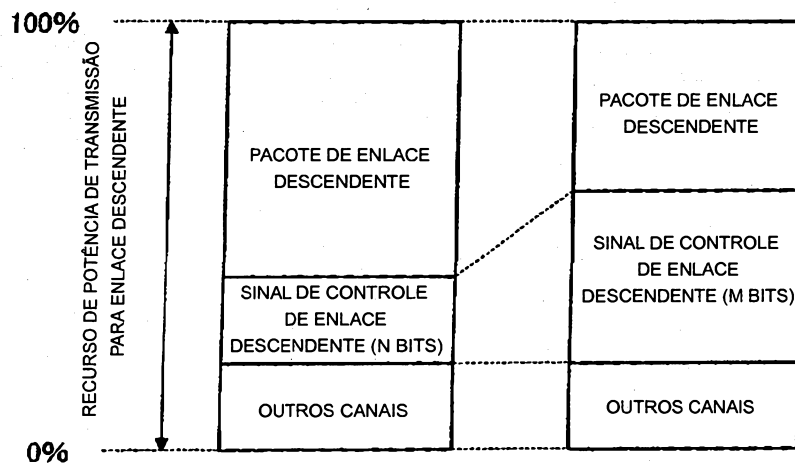 100%
RECURSO DE POTÊNCIA DE TRANSMISSÃO
PARA ENLACE DESCENDENTE
0%
PACOTE DE ENLACE
DESCENDENTE
SINAL DE CONTROLE
DE ENLACE
DESCENDENTE (N BITS)
OUTROS CANAIS
PACOTE DE ENLACE
DESCENDENTE
SINAL DE CONTROLE
DE ENLACE
DESCENDENTE (M BITS)
OUTROS CANAIS